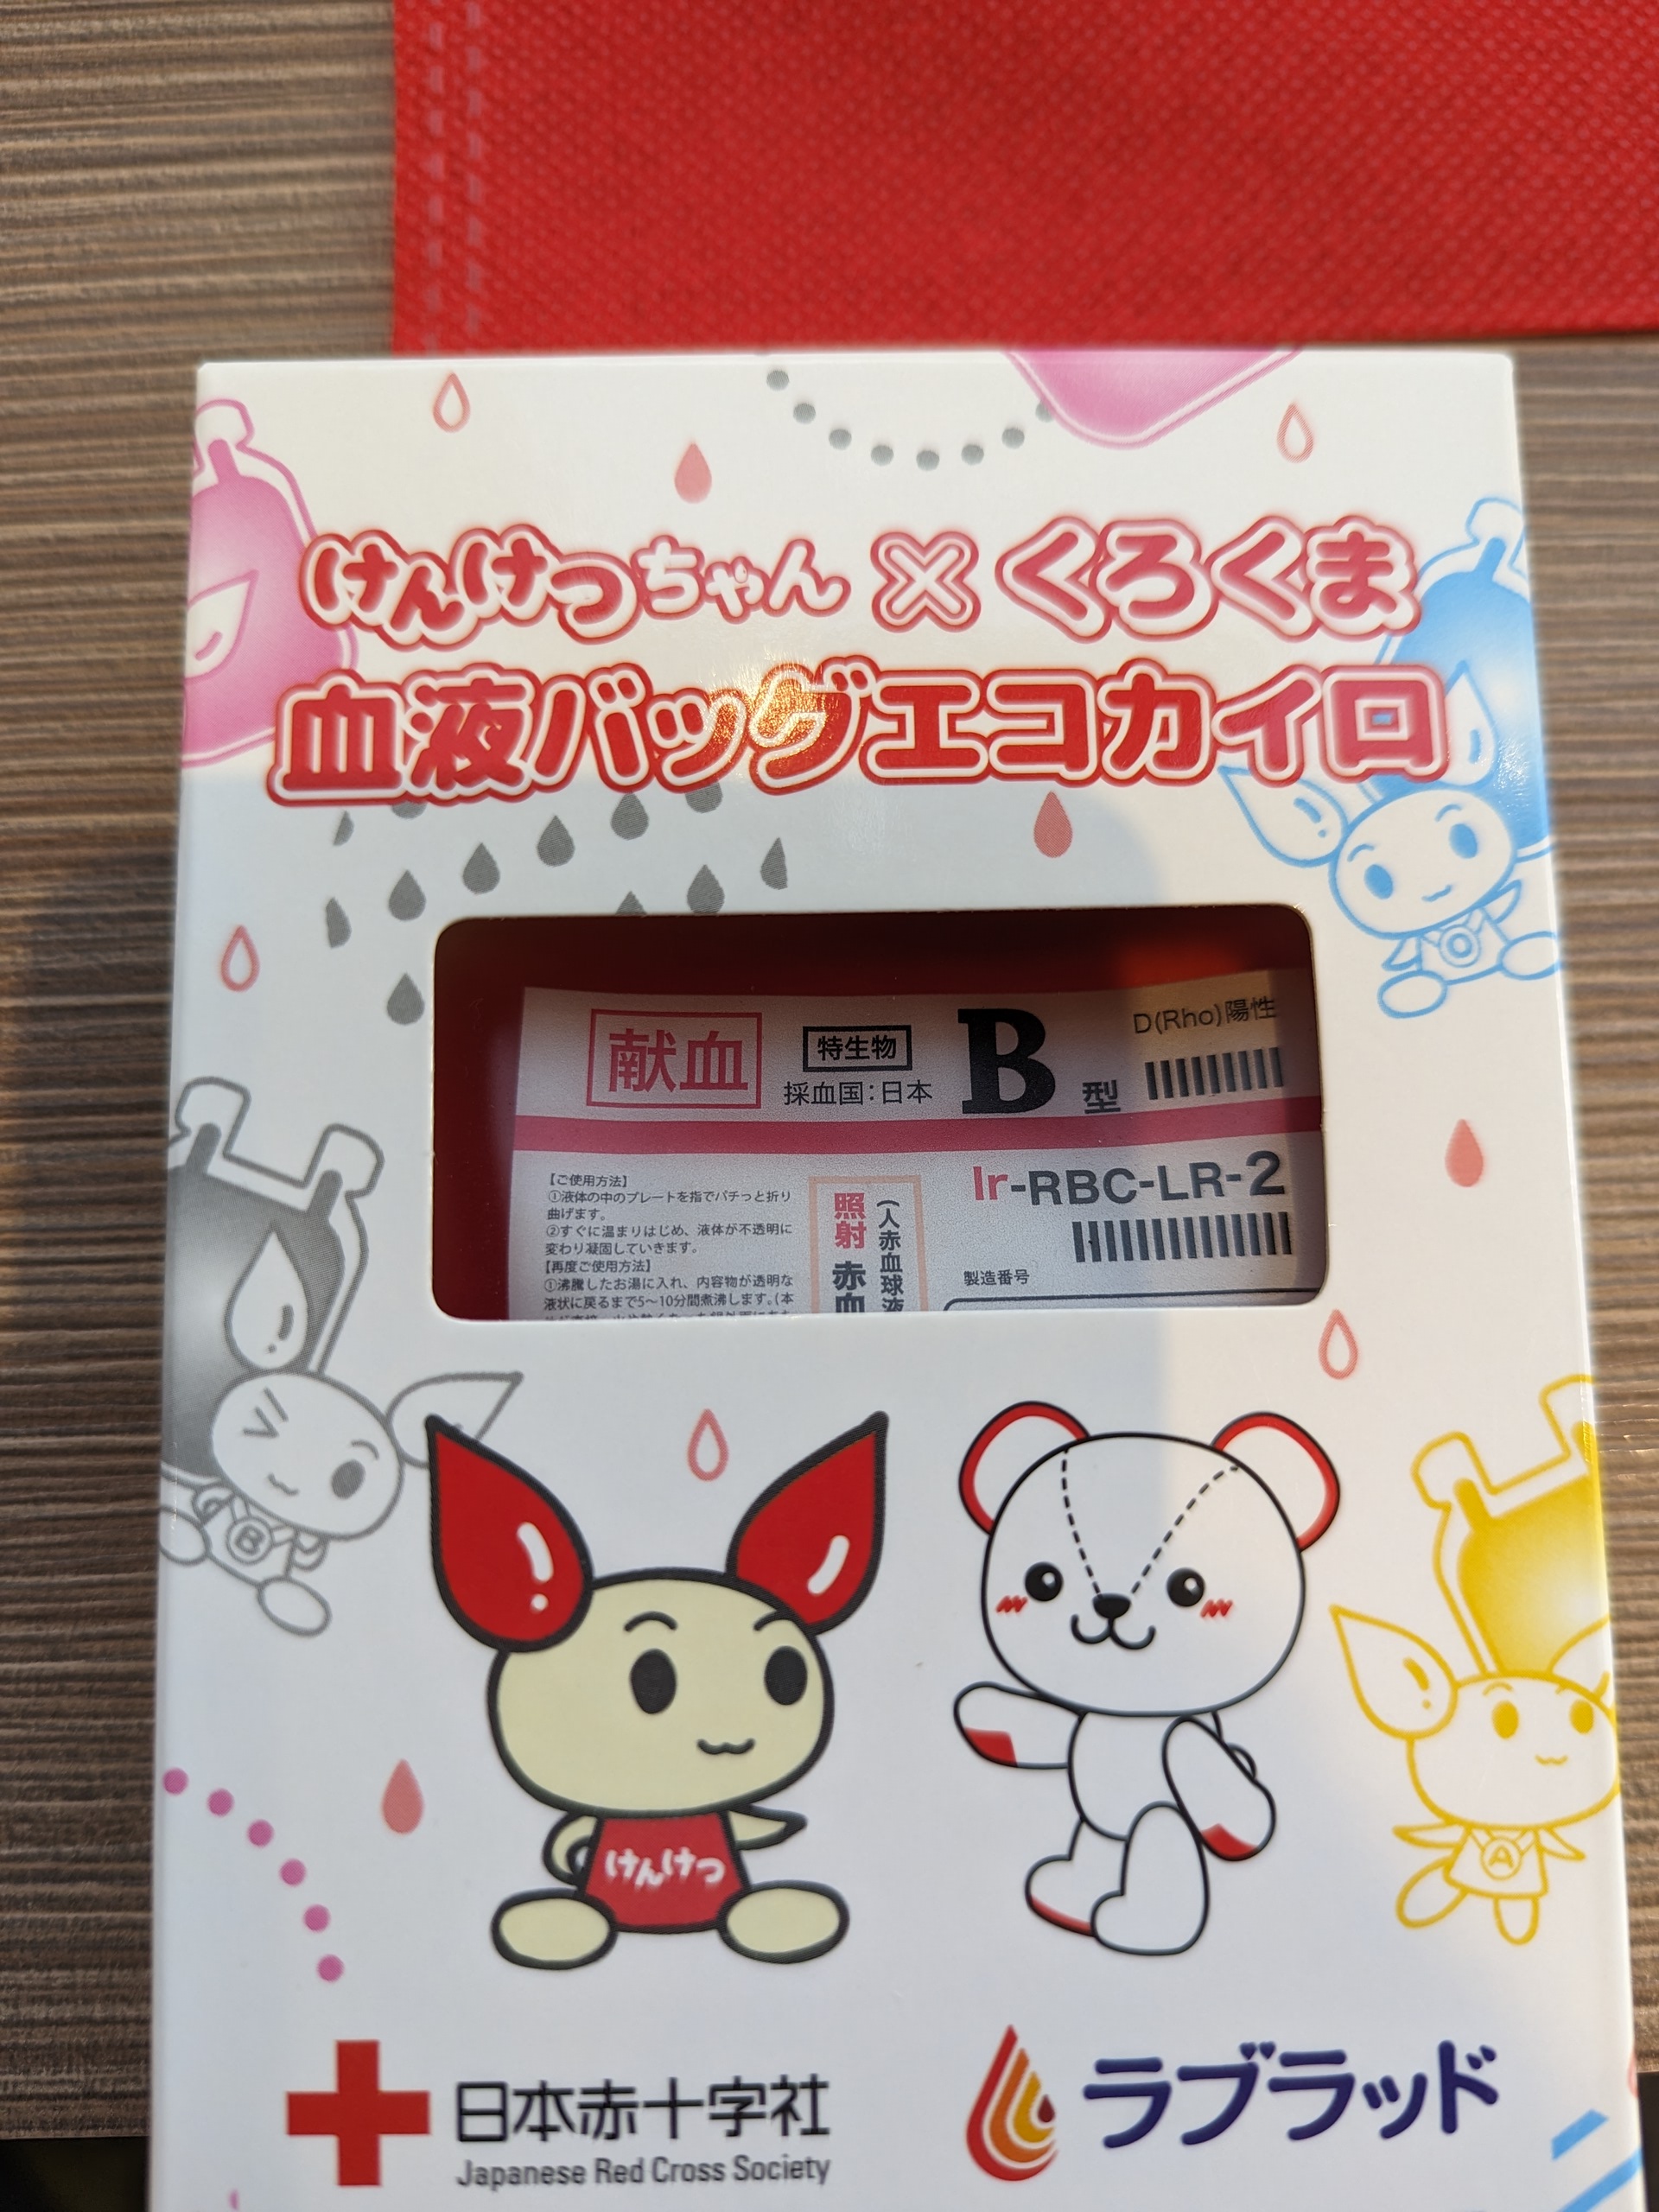 けんけつちゃん×くろくま
血液バッグエコカイロ
献血
特生物
採血国:日本
B型
D(Rho)陽性
【ご使用方法】
①液体の中のプレートを指でパチっと折り
曲げます。
②すぐに温まりはじめ、液体が不透明に
変わり凝固していきます。
【再度ご使用方法】
①沸騰したお湯に入れ、内容物が透明な
液状に戻るまで5〜10分間煮沸します。(本
照射 赤血
(人赤血球液
Ir-RBC-LR-2
製造番号
O
B
けんけつ
A
日本赤十字社
Japanese Red Cross Society
ラブラッド